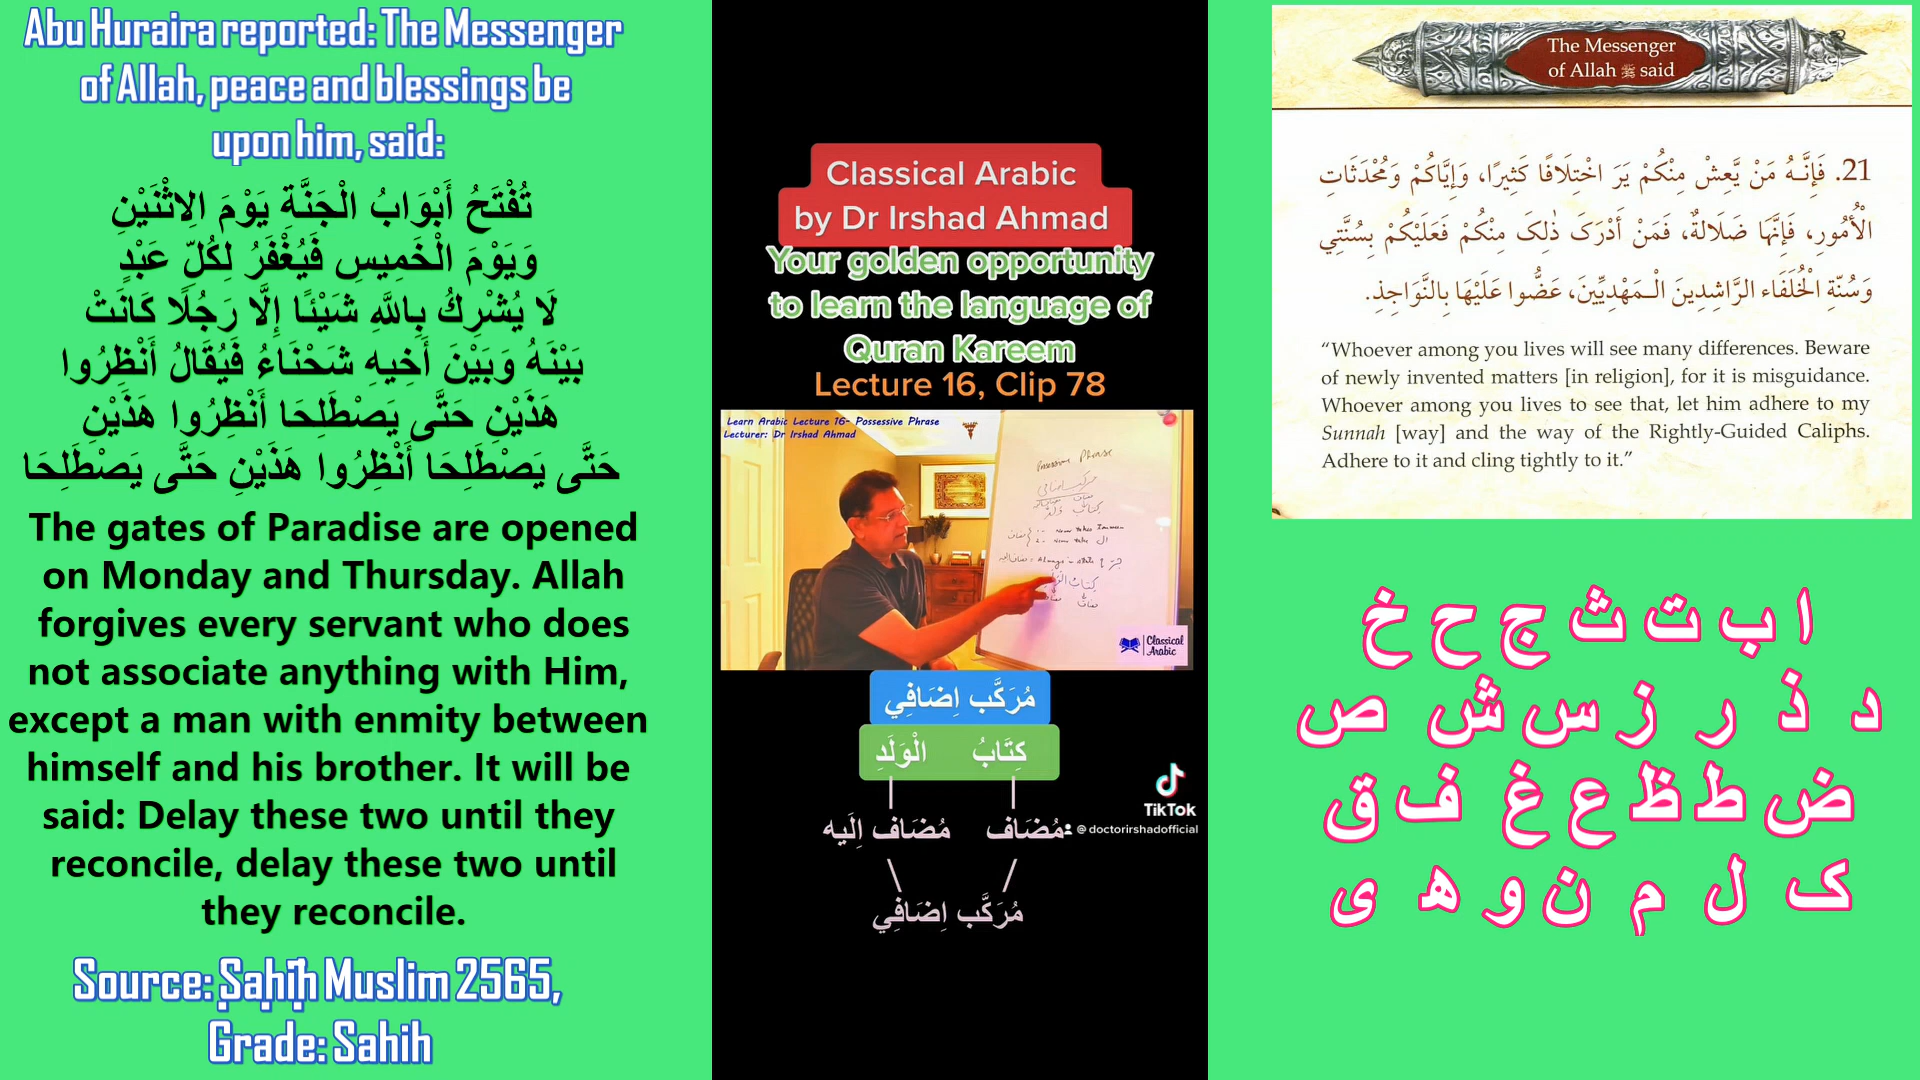 Abu Huraira reported: The Messenger
of Allah, peace and blessings be
upon him, said:
تُفْتَحُ أَبْوَابُ الْجَنَّةِ يَوْمَ الِاثْنَيْنِ
وَيَوْمَ الْخَمِيسِ فَيُغْفَرُ لِكُلِّ عَبْدٍ
لَا يُشْرِكُ بِاللَّهِ شَيْئًا إِلَّا رَجُلًا كَانَتْ
بَيْنَهُ وَبَيْنَ أَخِيهِ شَحْنَاءُ فَيُقَالُ أَنْظِرُوا
هَذَيْنِ حَتَّى يَصْطَلِحَا أَنْظِرُوا هَذَيْنِ
حَتَّى يَصْطَلِحَا أَنْظِرُوا هَذَيْنِ حَتَّى يَصْطَلِحَا
The gates of Paradise are opened
on Monday and Thursday. Allah
forgives every servant who does
not associate anything with Him,
except a man with enmity between
himself and his brother. It will be
said: Delay these two until they
reconcile, delay these two until
they reconcile.
Source: Ṣaḥīḥ Muslim 2565,
Grade: Sahih
Classical Arabic
by Dr Irshad Ahmad
Your golden opportunity
to learn the language of
Quran Kareem
Lecture 16, Clip 78
Learn Arabic Lecture 16- Possessive Phrase
Lecturer: Dr Irshad Ahmad
Possessive Phrase
مرکب اضافی
Classical
Arabic
مُرَكَّب اِضَافِي
كِتَابُ الْوَلَدِ
مُضَاف مُضَاف اِلَيه
مُرَكَّب اِضَافِي
TikTok
@doctorirshadofficial
The Messenger
of Allah ﷺ said
21. فَإِنَّهُ مَنْ يَّعِشْ مِنْكُمْ يَرَ اخْتِلَافًا كَثِيرًا، وَإِيَّاكُمْ وَمُحْدَثَاتِ
الْأُمُورِ، فَإِنَّهَا ضَلَالةٌ، فَمَنْ أَدْرَكَ ذٰلِكَ مِنْكُمْ فَعَلَيْكُمْ بِسُنَّتِي
وَسُنّةِ الْخُلَفَاء الرَّاشِدِينَ الْـمَهْدِيِّينَ، عَضُّوا عَلَيْهَا بِالنَّوَاجِذِ.
“Whoever among you lives will see many differences. Beware
of newly invented matters [in religion], for it is misguidance.
Whoever among you lives to see that, let him adhere to my
Sunnah [way] and the way of the Rightly-Guided Caliphs.
Adhere to it and cling tightly to it.”
ا ب ت ث ج ح خ
د ذ ر ز س ش ص
ض ط ظ ع غ ف ق
ک ل م ن و ھ ی